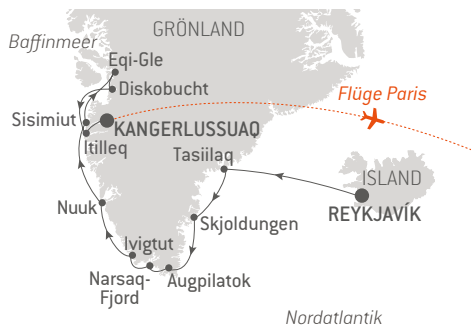 GRÖNLAND
Baffinmeer
Eqi-Gle
Diskobucht
Flüge Paris
Sisimiut
KANGERLUSSUAQ
Itilleq
Tasiilaq
ISLAND
Nuuk
REYKJAVÍK
Skjoldungen
Ivigtut
Narsaq-
Fjord
Augpilatok
Nordatlantik